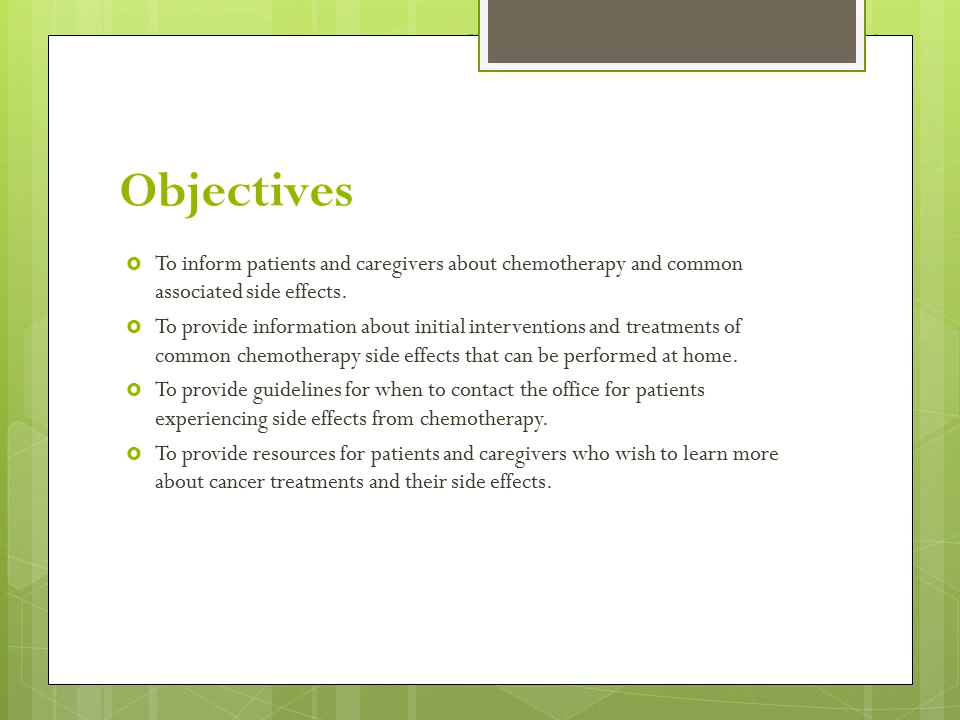 Objectives
To inform patients and caregivers about chemotherapy and common
associated side effects.
To provide information about initial interventions and treatments of
common chemotherapy side effects that can be performed at home.
To provide guidelines for when to contact the office for patients
experiencing side effects from chemotherapy.
To provide resources for patients and caregivers who wish to learn more
about cancer treatments and their side effects.